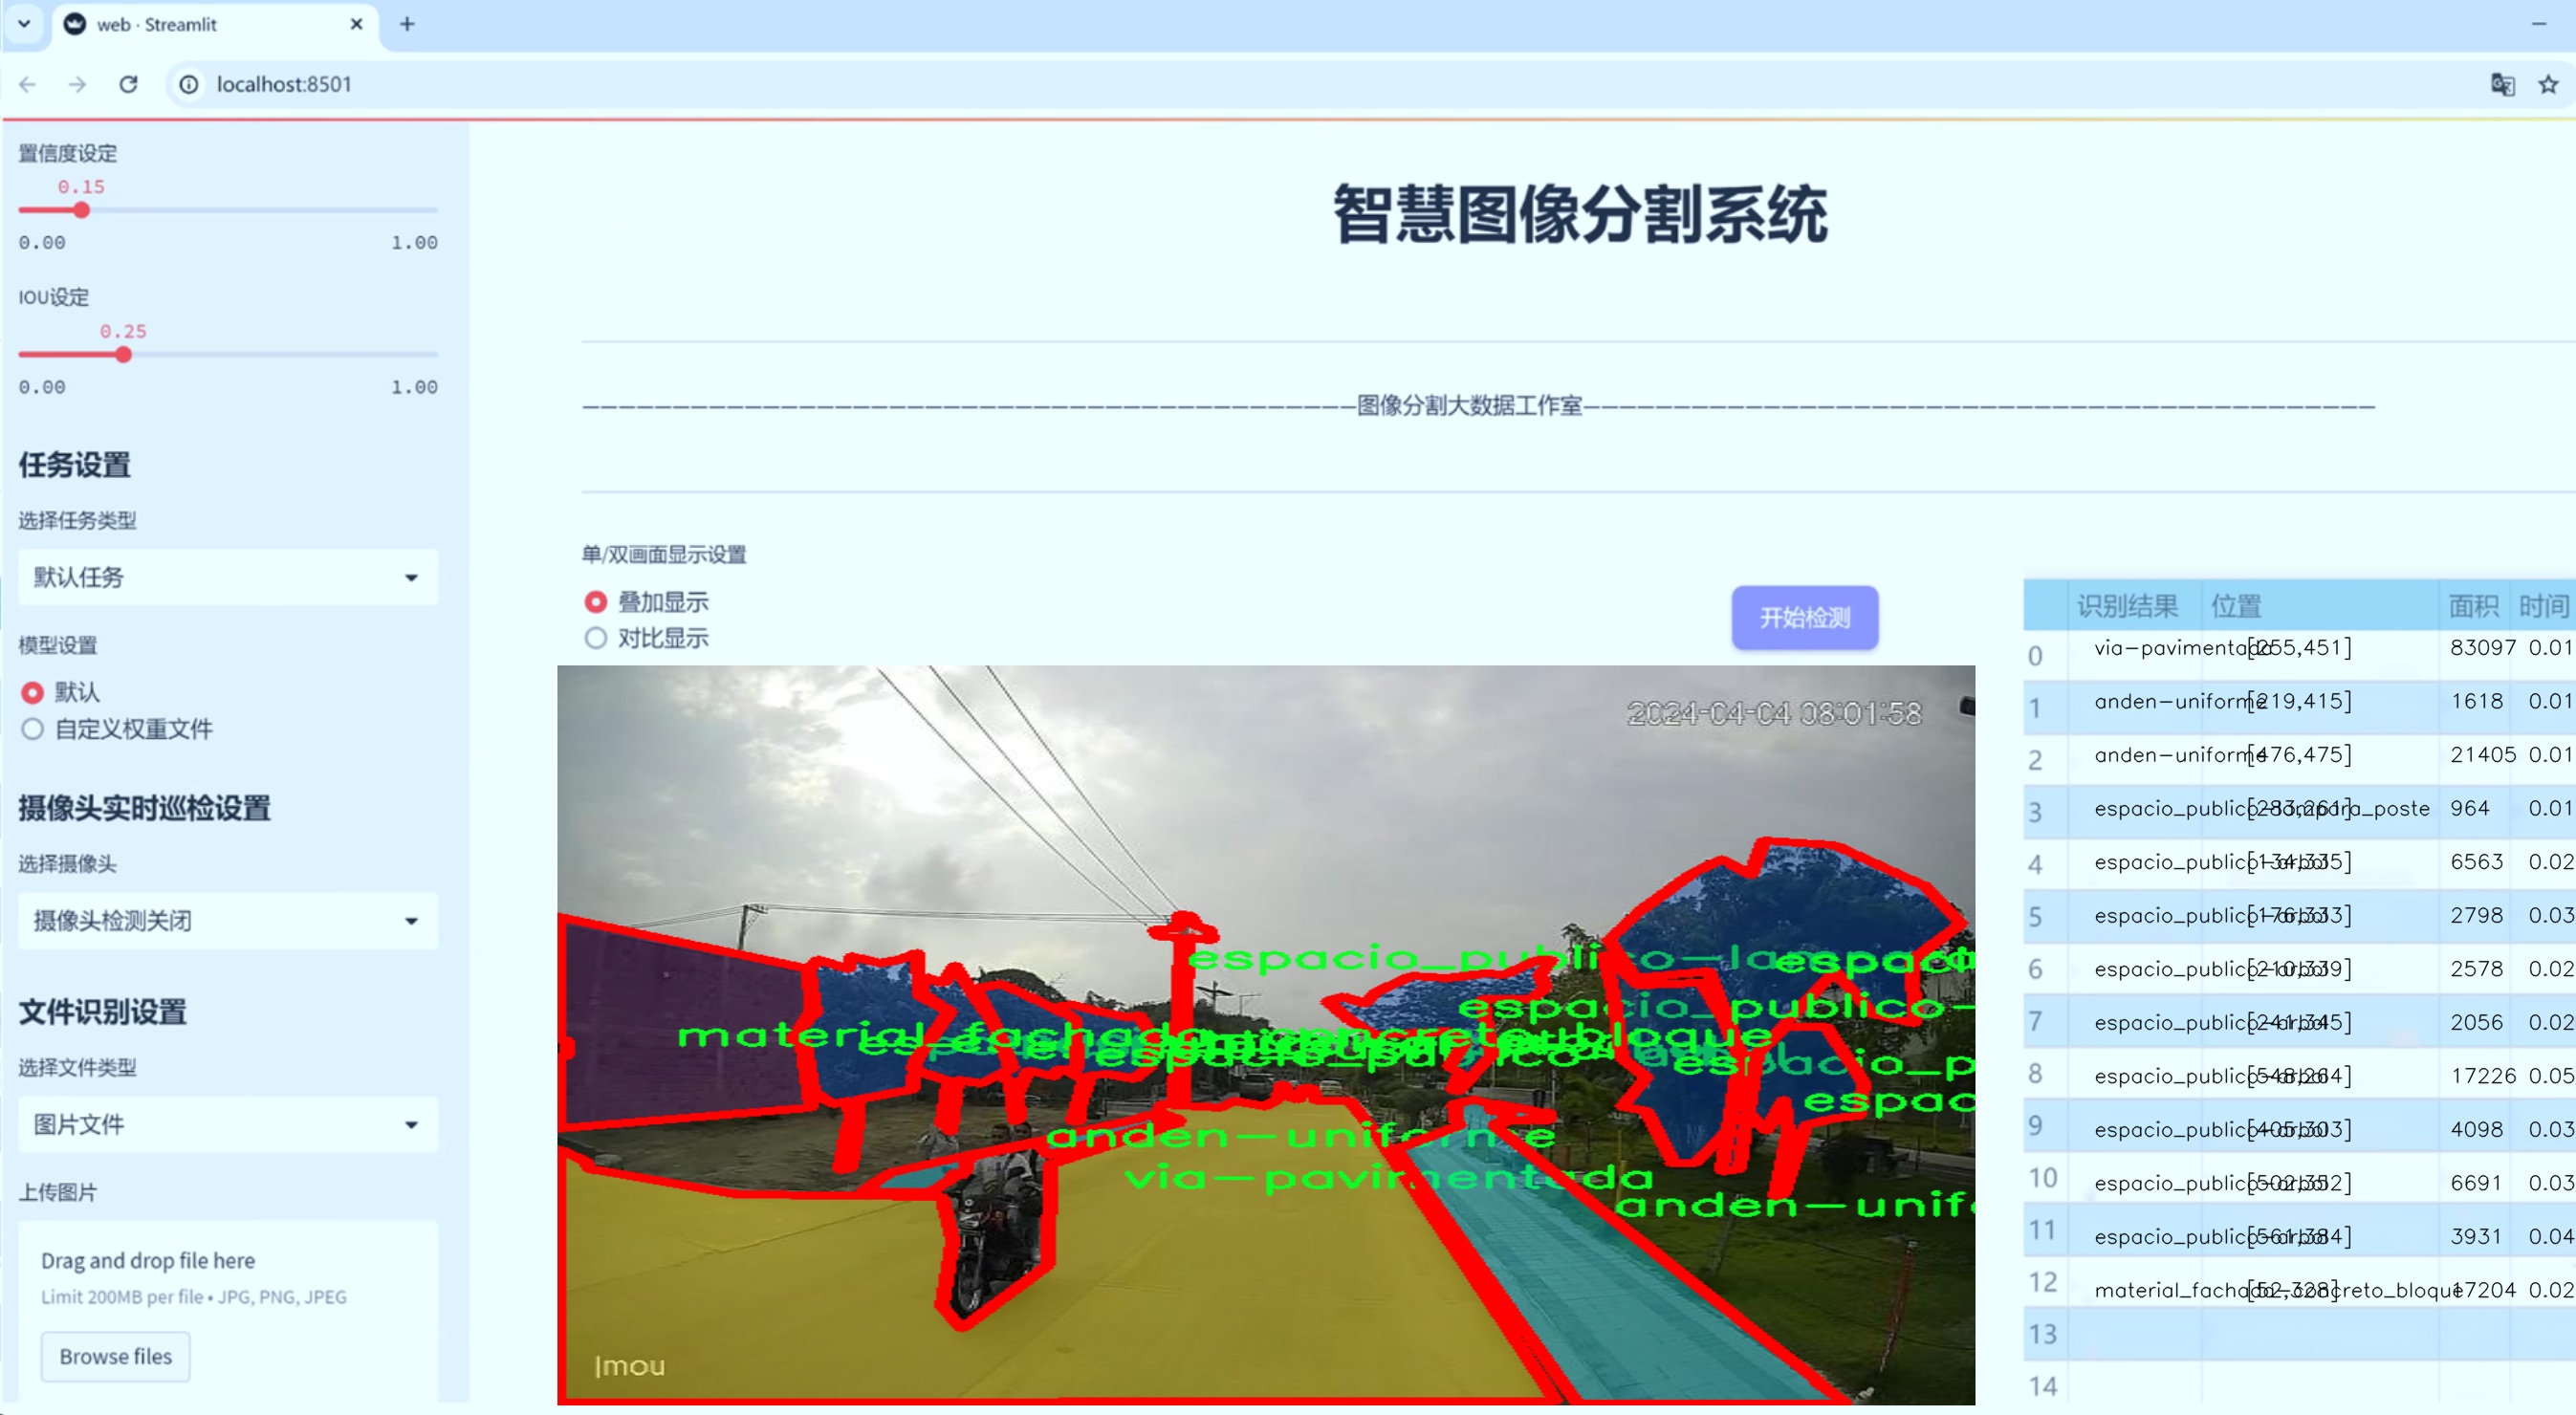 web · Streamlit
localhost:8501
置信度设定
0.15
0.00 1.00
IOU设定
0.25
0.00 1.00
任务设置
选择任务类型
默认任务
模型设置
默认
自定义权重文件
摄像头实时巡检设置
选择摄像头
摄像头检测关闭
文件识别设置
选择文件类型
图片文件
上传图片
Drag and drop file here
Limit 200MB per file • JPG, PNG, JPEG
Browse files
智慧图像分割系统
图像分割大数据工作室
单/双画面显示设置
叠加显示
对比显示
开始检测
2024-04-04 08:01:58
espacio_publico-la
espaci
espacio_publico-
material_fachada-concreto_bloque
espacio_p
espac
anden-uniforme
via-pavimentada
anden-unif
lmou
识别结果 位置 面积 时间
0 via-pavimentada [255,451] 83097 0.01
1 anden-uniforme [219,415] 1618 0.01
2 anden-uniforme [476,475] 21405 0.01
3 espacio_publico-lampara_poste [283,261] 964 0.01
4 espacio_publico-arbol [134,335] 6563 0.02
5 espacio_publico-arbol [176,333] 2798 0.03
6 espacio_publico-arbol [210,339] 2578 0.02
7 espacio_publico-arbol [241,345] 2056 0.02
8 espacio_publico-arbol [548,264] 17226 0.05
9 espacio_publico-arbol [405,303] 4098 0.03
10 espacio_publico-arbol [502,352] 6691 0.03
11 espacio_publico-arbol [561,384] 3931 0.04
12 material_fachada-concreto_bloque [52,328] 17204 0.02
13
14